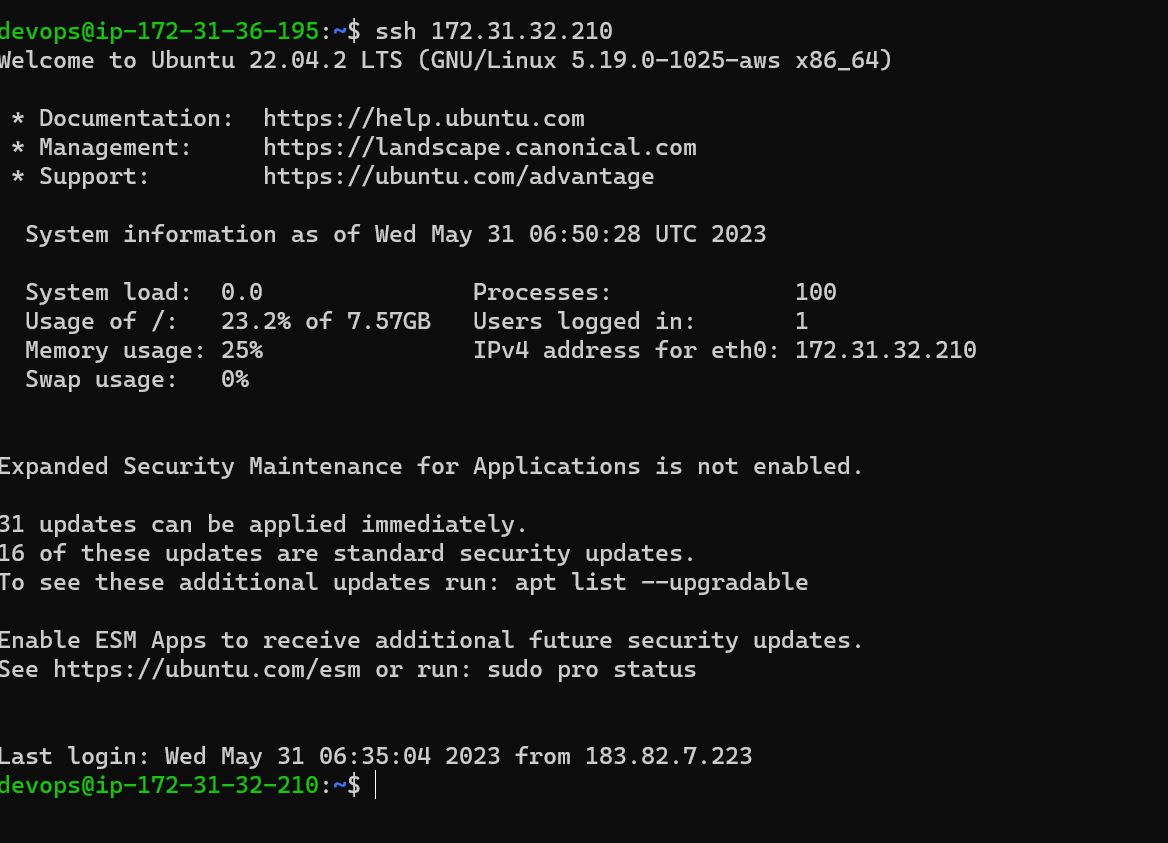 devops@ip-172-31-36-195:~$ ssh 172.31.32.210
Welcome to Ubuntu 22.04.2 LTS (GNU/Linux 5.19.0-1025-aws x86_64)
* Documentation: https://help.ubuntu.com
* Management: https://landscape.canonical.com
* Support: https://ubuntu.com/advantage
System information as of Wed May 31 06:50:28 UTC 2023
System load: 0.0 Processes: 100
Usage of /: 23.2% of 7.57GB Users logged in: 1
Memory usage: 25% IPv4 address for eth0: 172.31.32.210
Swap usage: 0%
Expanded Security Maintenance for Applications is not enabled.
31 updates can be applied immediately.
16 of these updates are standard security updates.
To see these additional updates run: apt list --upgradable
Enable ESM Apps to receive additional future security updates.
See https://ubuntu.com/esm or run: sudo pro status
Last login: Wed May 31 06:35:04 2023 from 183.82.7.223
devops@ip-172-31-32-210:~$